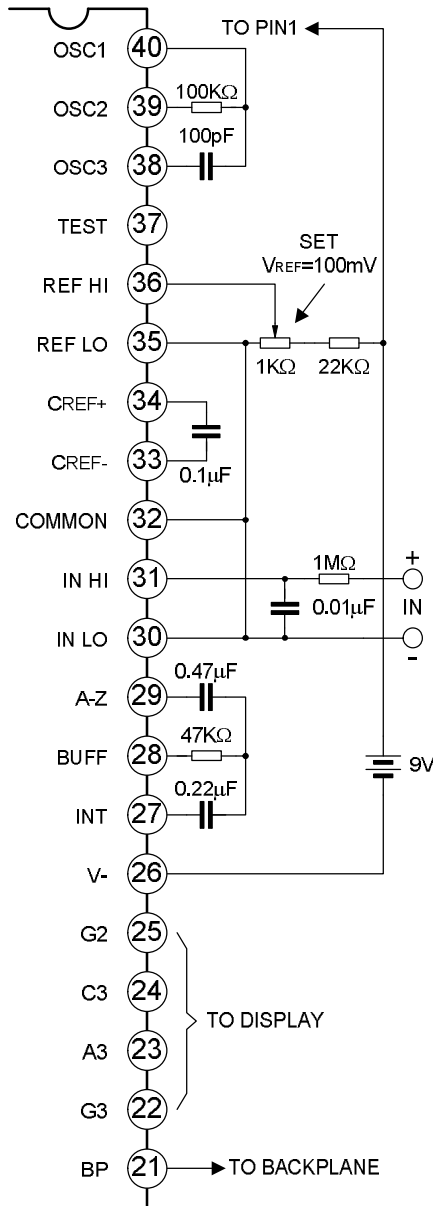 TO PIN1
OSC1 40
OSC2 39 100KΩ
100pF
OSC3 38
TEST 37
SET
VREF=100mV
REF HI 36
REF LO 35
1KΩ 22KΩ
CREF+ 34
CREF- 33
0.1µF
COMMON 32
1MΩ +
IN HI 31
0.01µF IN
IN LO 30
-
0.47µF
A-Z 29
47KΩ
BUFF 28
9V
0.22µF
INT 27
V- 26
G2 25
C3 24
TO DISPLAY
A3 23
G3 22
BP 21 TO BACKPLANE